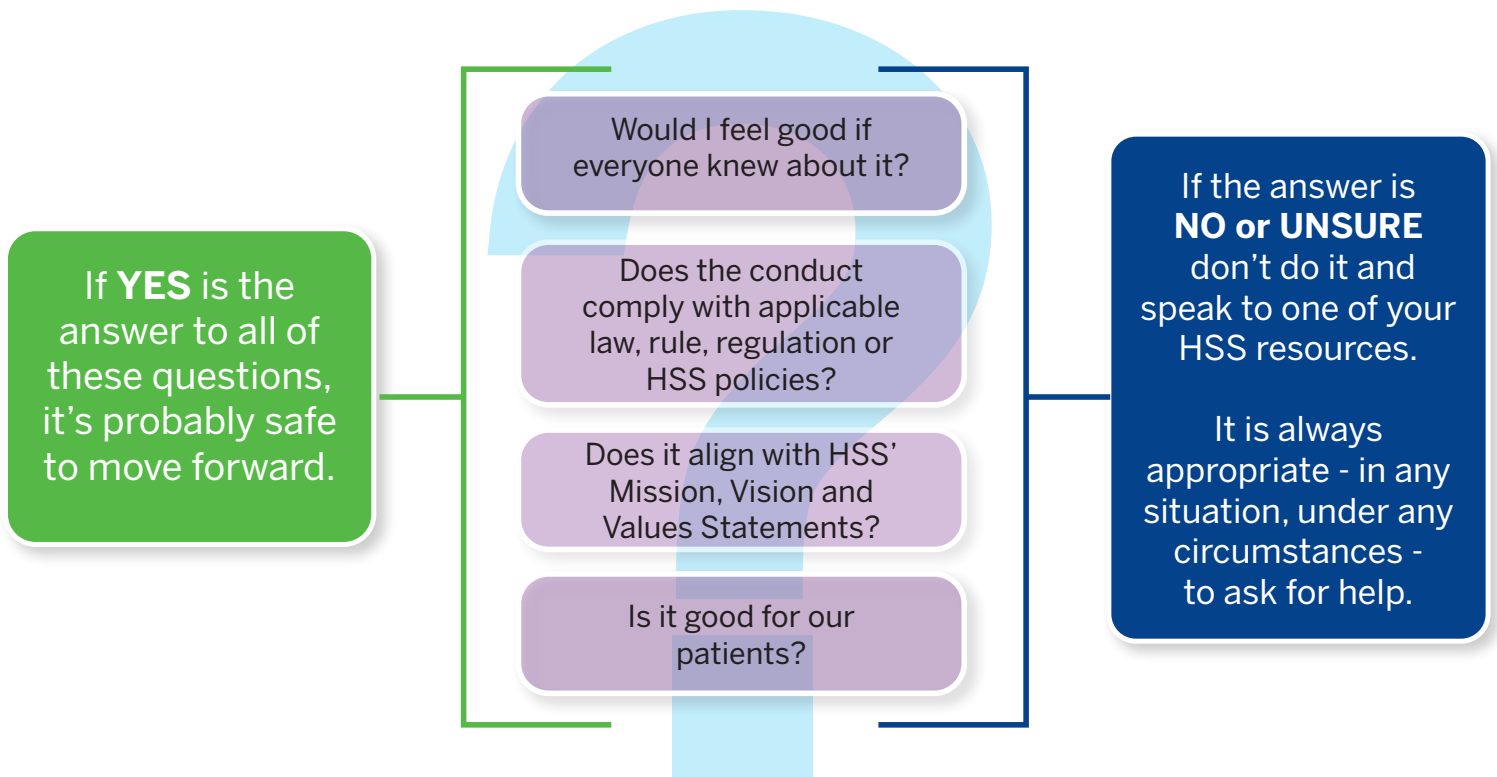 If YES is the
answer to all of
these questions,
it’s probably safe
to move forward.
Would I feel good if
everyone knew about it?
Does the conduct
comply with applicable
law, rule, regulation or
HSS policies?
Does it align with HSS’
Mission, Vision and
Values Statements?
Is it good for our
patients?
If the answer is
NO or UNSURE
don’t do it and
speak to one of your
HSS resources.
It is always
appropriate - in any
situation, under any
circumstances -
to ask for help.